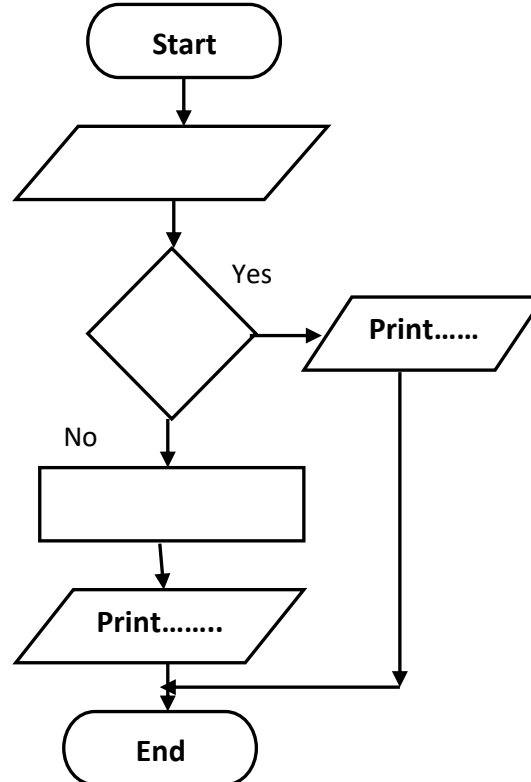 Start
Yes
Print……
No
Print……..
End